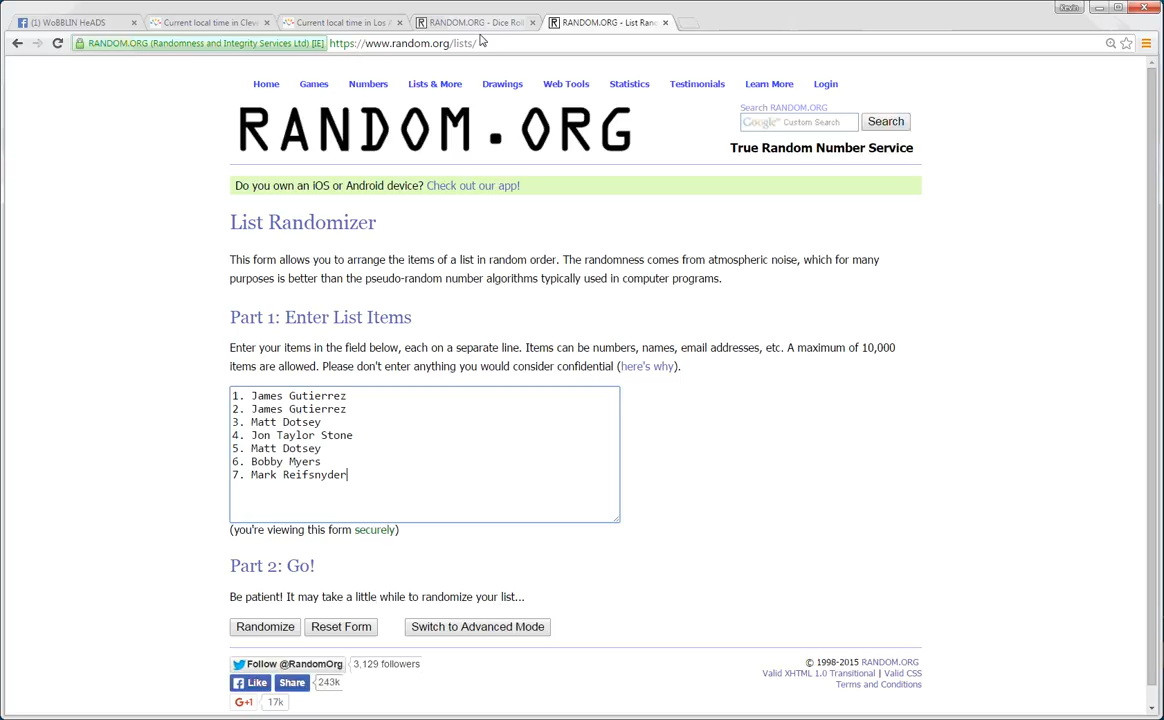 Kevin
(1) WoBBLIN HeADS
Current local time in Clev
Current local time in Los A
RANDOM.ORG - Dice Roll
RANDOM.ORG - List Rand
RANDOM.ORG (Randomness and Integrity Services Ltd) [IE]
https://www.random.org/lists/
Home Games Numbers Lists & More Drawings Web Tools Statistics Testimonials Learn More Login
RANDOM.ORG
Search RANDOM.ORG
Google™ Custom Search
Search
True Random Number Service
Do you own an iOS or Android device? Check out our app!
List Randomizer
This form allows you to arrange the items of a list in random order. The randomness comes from atmospheric noise, which for many
purposes is better than the pseudo-random number algorithms typically used in computer programs.
Part 1: Enter List Items
Enter your items in the field below, each on a separate line. Items can be numbers, names, email addresses, etc. A maximum of 10,000
items are allowed. Please don't enter anything you would consider confidential (here's why).
1. James Gutierrez
2. James Gutierrez
3. Matt Dotsey
4. Jon Taylor Stone
5. Matt Dotsey
6. Bobby Myers
7. Mark Reifsnyder
(you're viewing this form securely)
Part 2: Go!
Be patient! It may take a little while to randomize your list...
Randomize Reset Form Switch to Advanced Mode
Follow @RandomOrg 3,129 followers
Like Share 243k
G+1 17k
© 1998-2015 RANDOM.ORG
Valid XHTML 1.0 Transitional | Valid CSS
Terms and Conditions